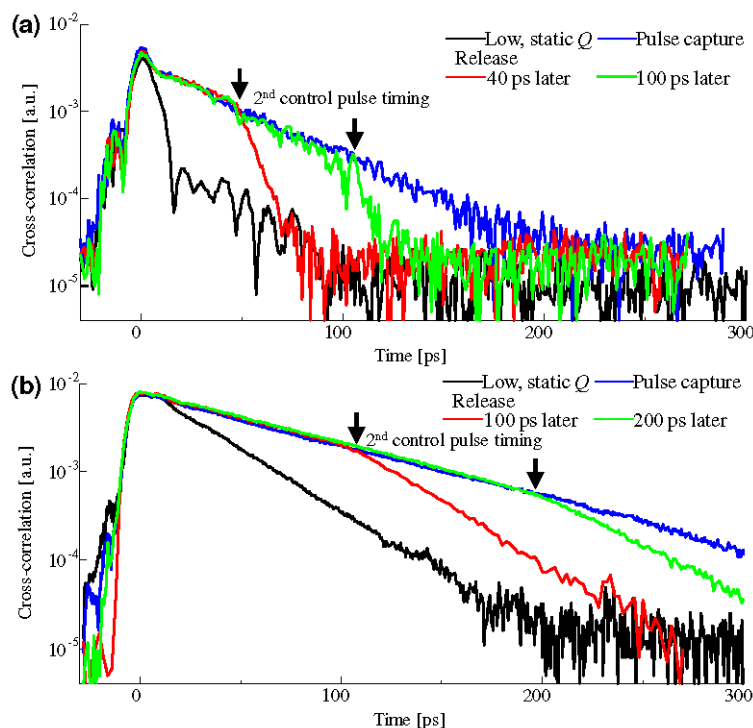 (a)
10-2
Low, static Q
Pulse capture
Release
40 ps later
100 ps later
2nd control pulse timing
10-3
10-4
10-5
Cross-correlation [a.u.]
0
100
200
300
Time [ps]
(b)
10-2
Low, static Q
Pulse capture
Release
100 ps later
200 ps later
2nd control pulse timing
10-3
10-4
10-5
Cross-correlation [a.u.]
0
100
200
300
Time [ps]